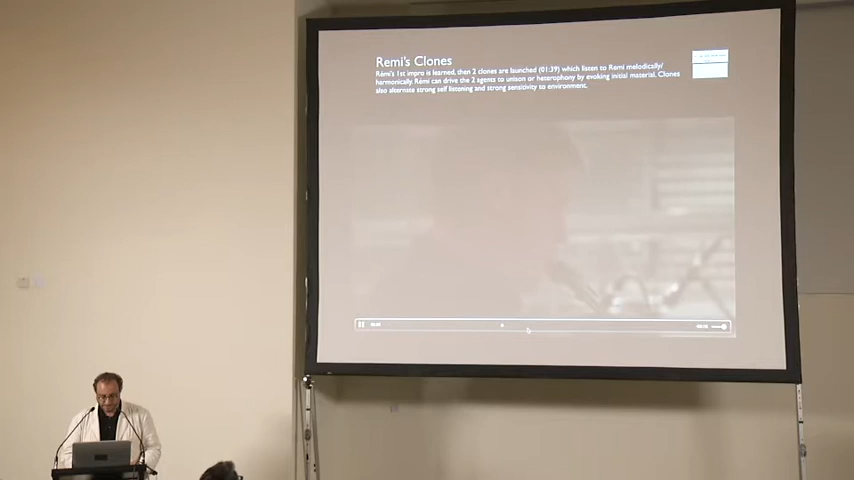 Remi's Clones
Rémi's 1st impro is learned, then 2 clones are launched (01:39) which listen to Remi melodically/
harmonically. Rémi can drive the 2 agents to unison or heterophony by evoking initial material. Clones
also alternate strong self listening and strong sensitivity to environment.